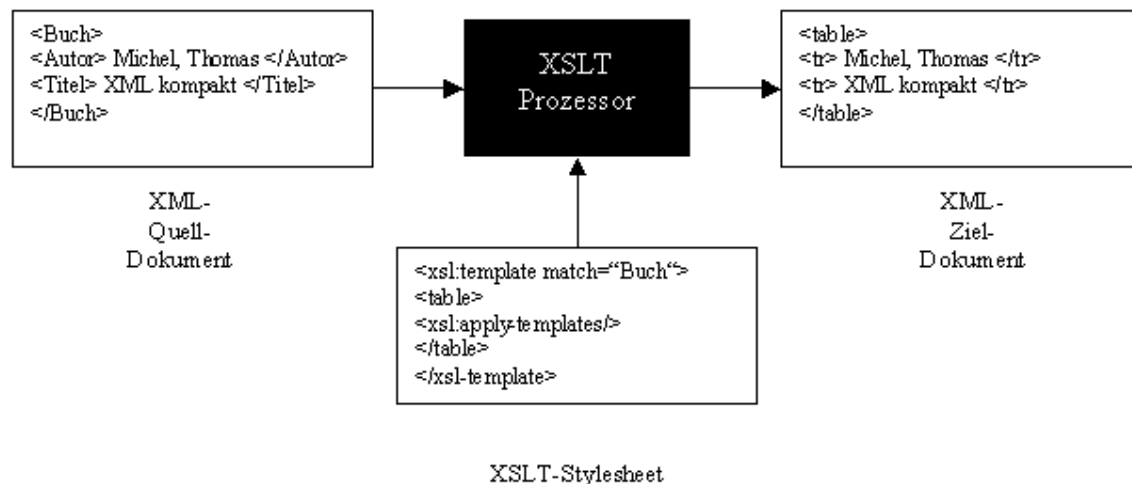 <Buch>
<Autor> Michel, Thomas </Autor>
<Titel> XML kompakt </Titel>
</Buch>
XML-
Quell-
Dokument
XSLT
Prozessor
<table>
<tr> Michel, Thomas </tr>
<tr> XML kompakt </tr>
</table>
XML-
Ziel-
Dokument
<xsl:template match=“Buch“>
<table>
<xsl:apply-templates/>
</table>
</xsl-template>
XSLT-Stylesheet